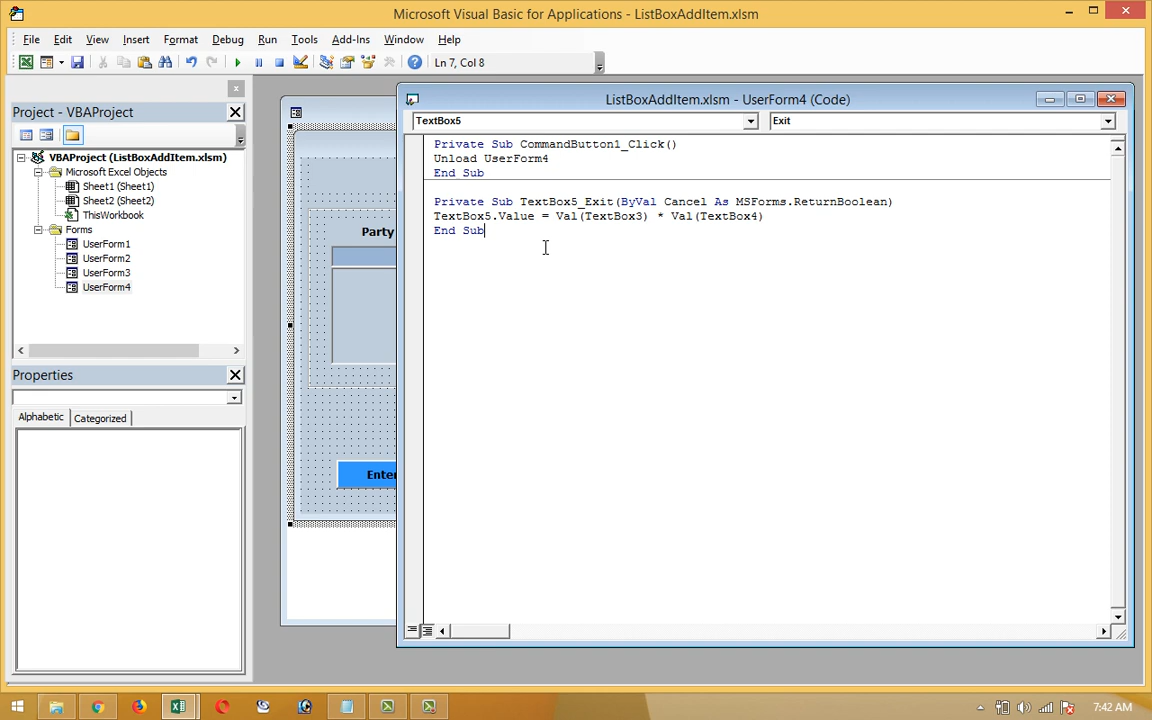 Microsoft Visual Basic for Applications - ListBoxAddItem.xlsm
File Edit View Insert Format Debug Run Tools Add-Ins Window Help
Ln 7, Col 8
Project - VBAProject
VBAProject (ListBoxAddItem.xlsm)
Microsoft Excel Objects
Sheet1 (Sheet1)
Sheet2 (Sheet2)
ThisWorkbook
Forms
UserForm1
UserForm2
UserForm3
UserForm4
Properties
Alphabetic Categorized
Party
Enter
ListBoxAddItem.xlsm - UserForm4 (Code)
TextBox5 Exit
Private Sub CommandButton1_Click()
Unload UserForm4
End Sub
Private Sub TextBox5_Exit(ByVal Cancel As MSForms.ReturnBoolean)
TextBox5.Value = Val(TextBox3) * Val(TextBox4)
End Sub
7:42 AM